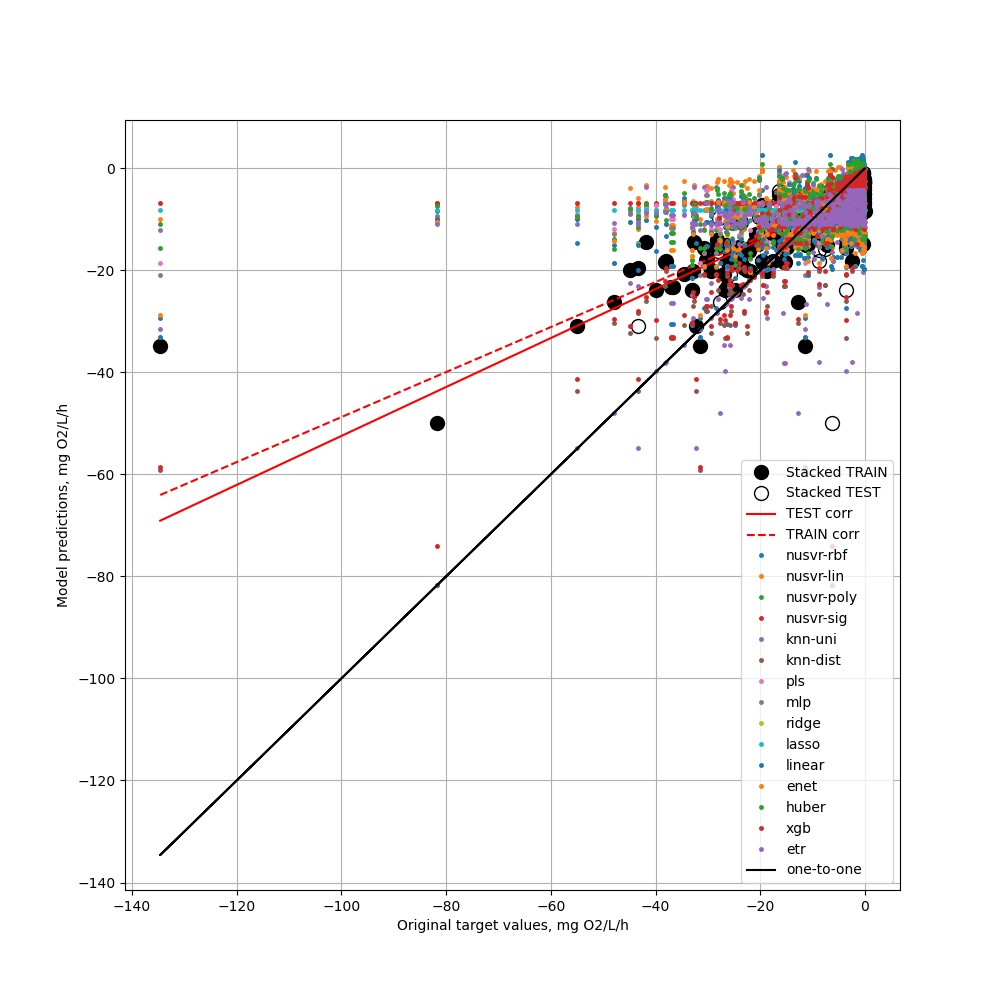 0
−20
−40
−60
−80
−100
−120
−140
Model predictions, mg O2/L/h
−140 −120 −100 −80 −60 −40 −20 0
Original target values, mg O2/L/h
Stacked TRAIN
Stacked TEST
TEST corr
TRAIN corr
nusvr-rbf
nusvr-lin
nusvr-poly
nusvr-sig
knn-uni
knn-dist
pls
mlp
ridge
lasso
linear
enet
huber
xgb
etr
one-to-one